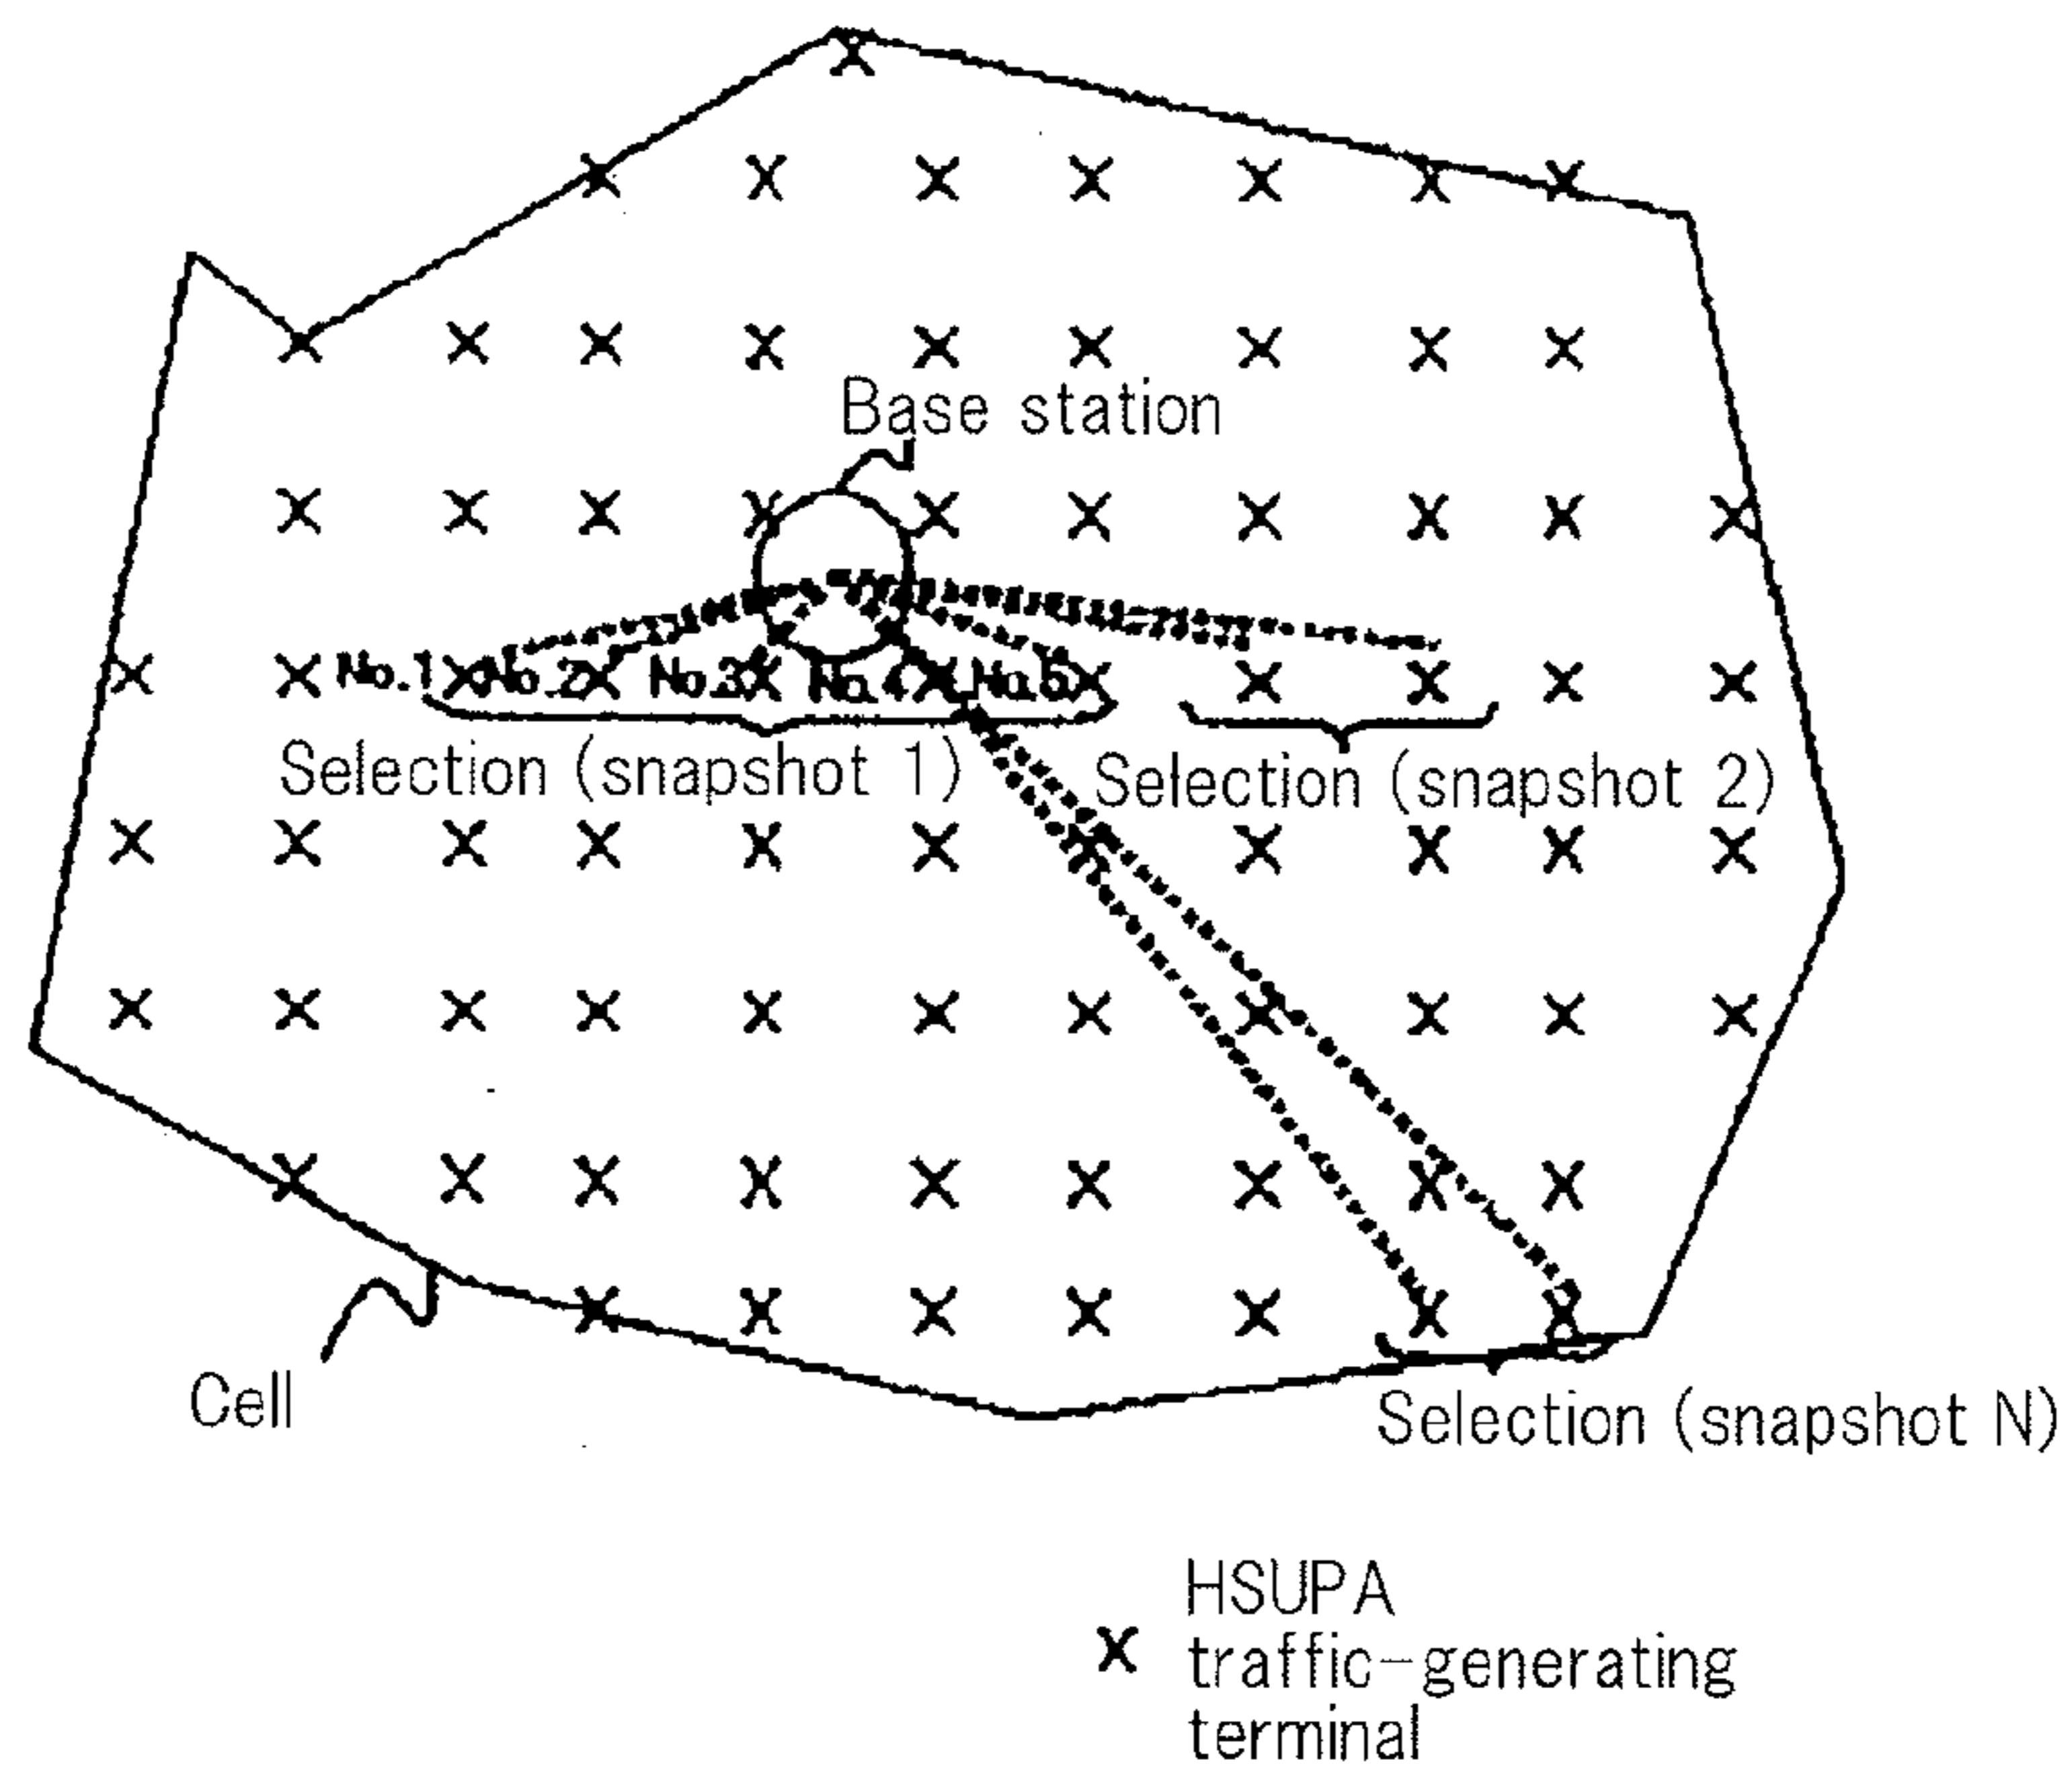 Base station
No.1 No.2 No.3 No.4 No.5
Selection (snapshot 1)
Selection (snapshot 2)
Cell
Selection (snapshot N)
HSUPA
traffic-generating
terminal